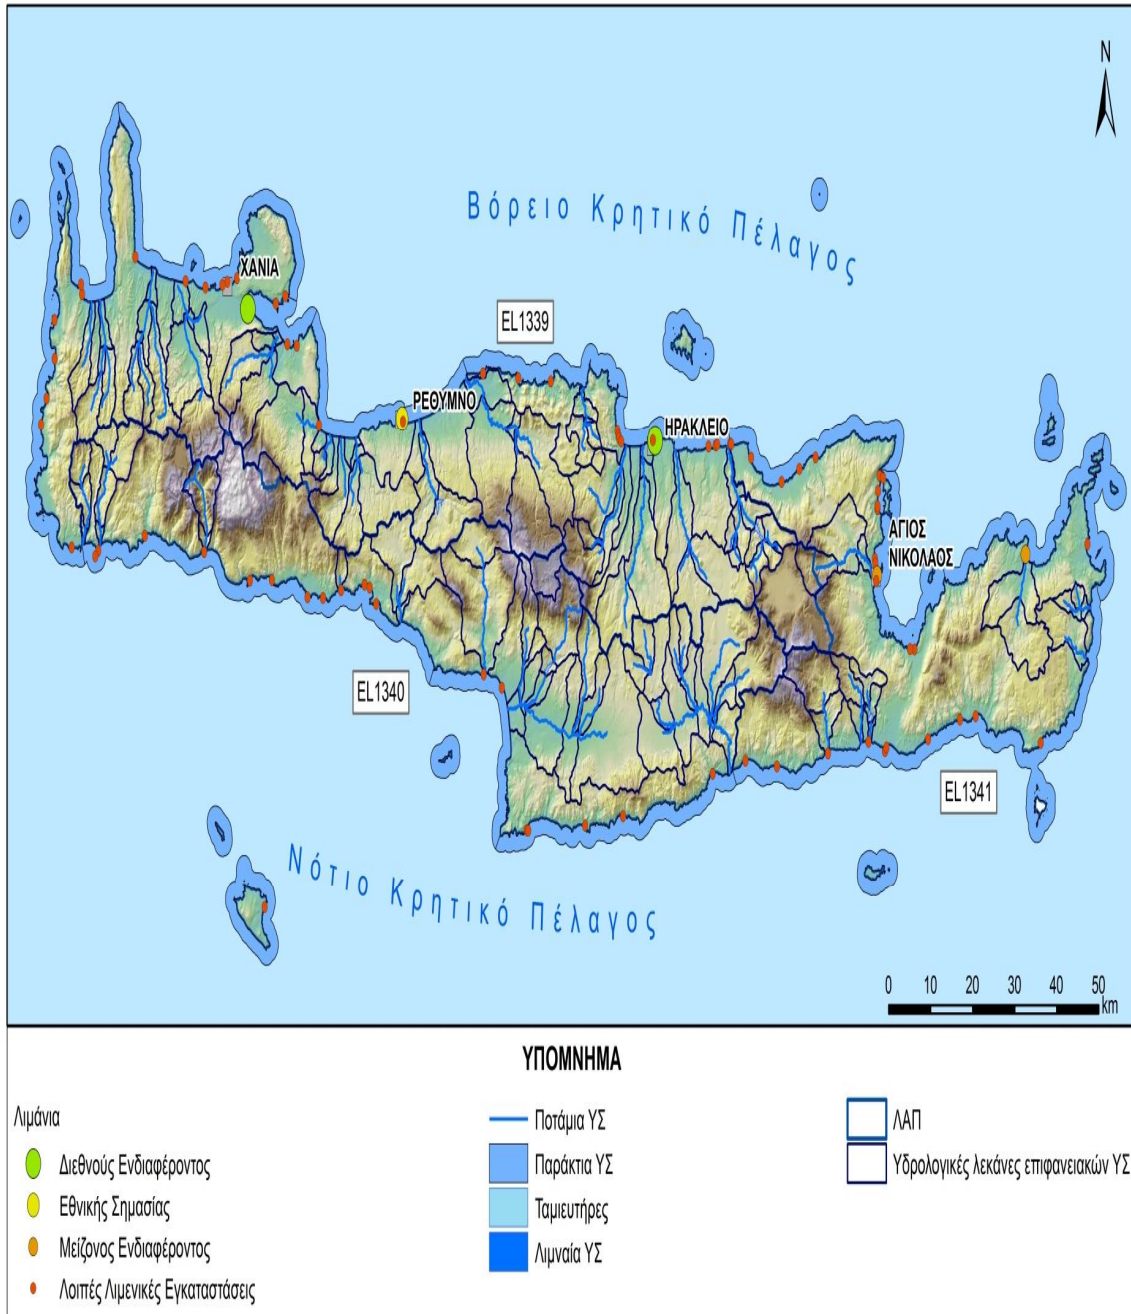 N
Βόρειο Κρητικό Πέλαγος
ΧΑΝΙΑ
EL1339
ΡΕΘΥΜΝΟ
ΗΡΑΚΛΕΙΟ
ΑΓΙΟΣ
ΝΙΚΟΛΑΟΣ
EL1340
EL1341
Νότιο Κρητικό Πέλαγος
0 10 20 30 40 50
km
ΥΠΟΜΝΗΜΑ
Λιμάνια
Διεθνούς Ενδιαφέροντος
Εθνικής Σημασίας
Μείζονος Ενδιαφέροντος
Λοιπές Λιμενικές Εγκαταστάσεις
Ποτάμια ΥΣ
Παράκτια ΥΣ
Ταμιευτήρες
Λιμναία ΥΣ
ΛΑΠ
Υδρολογικές λεκάνες επιφανειακών ΥΣ